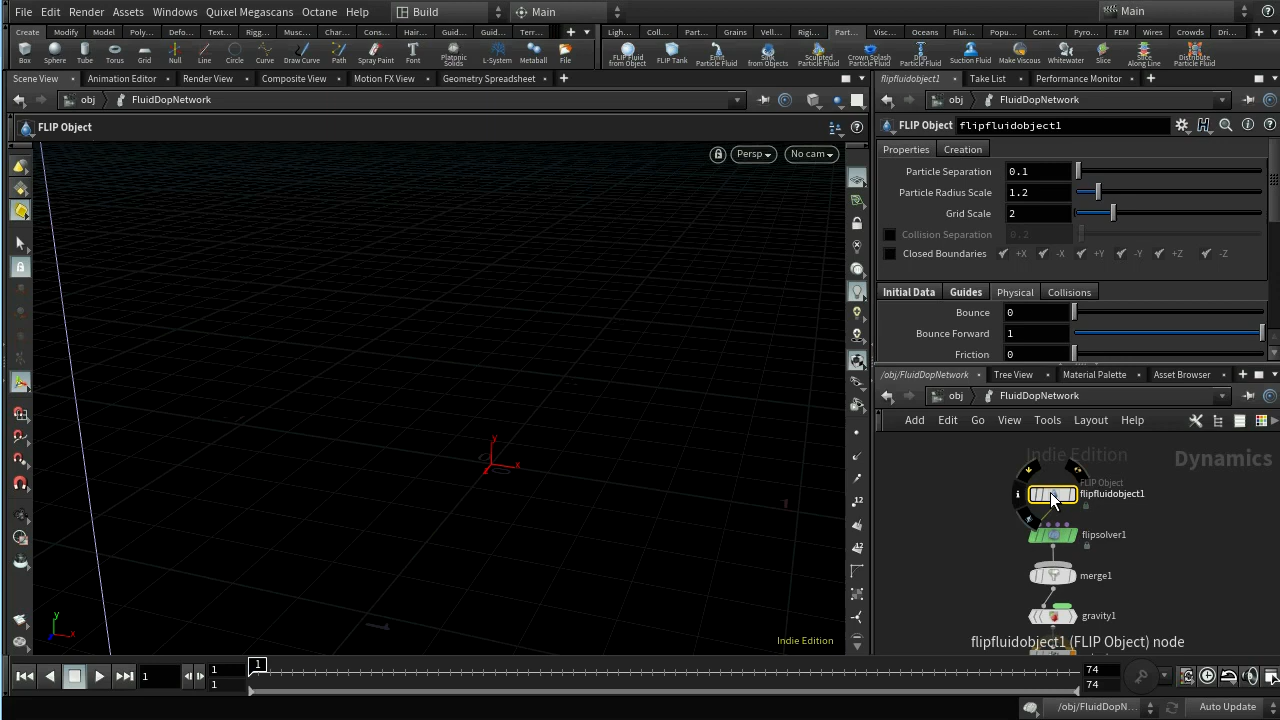 File Edit Render Assets Windows Quixel Megascans Octane Help Build Main Main
Create Modify Model Poly... Defo... Text... Rigg... Musc... Char... Cons... Hair... Guid... Guid... Terr... Ligh... Coll... Part... Grains Vell... Rigi... Part... Visc... Oceans Flui... Popu... Cont... Pyro... FEM Wires Crowds Dri...
Box Sphere Tube Torus Grid Null Line Circle Curve Draw Curve Path Spray Paint Font Platonic Solids L-System Metaball File FLIP Fluid from Object FLIP Tank Emit Particle Fluid Sink from Objects Sculpted Particle Fluid Crown Splash Particle Fluid Drip Particle Fluid Suction Fluid Make Viscous Whitewater Slice Slice Along Line Distribute Particle Fluid
Scene View Animation Editor Render View Composite View Motion FX View Geometry Spreadsheet
flipfluidobject1 Take List Performance Monitor
obj FluidDopNetwork
obj FluidDopNetwork
FLIP Object
FLIP Object flipfluidobject1
Persp No cam
Properties Creation
Particle Separation 0.1
Particle Radius Scale 1.2
Grid Scale 2
Collision Separation 0.2
Closed Boundaries +X -X +Y -Y +Z -Z
Initial Data Guides Physical Collisions
Bounce 0
Bounce Forward 1
Friction 0
/obj/FluidDopNetwork Tree View Material Palette Asset Browser
obj FluidDopNetwork
Add Edit Go View Tools Layout Help
Indie Edition Dynamics
FLIP Object
flipfluidobject1
flipsolver1
merge1
gravity1
flipfluidobject1 (FLIP Object) node
y
x
1
12
12
y
x
Indie Edition
1 1 1 1 74 74
/obj/FluidDopN... Auto Update